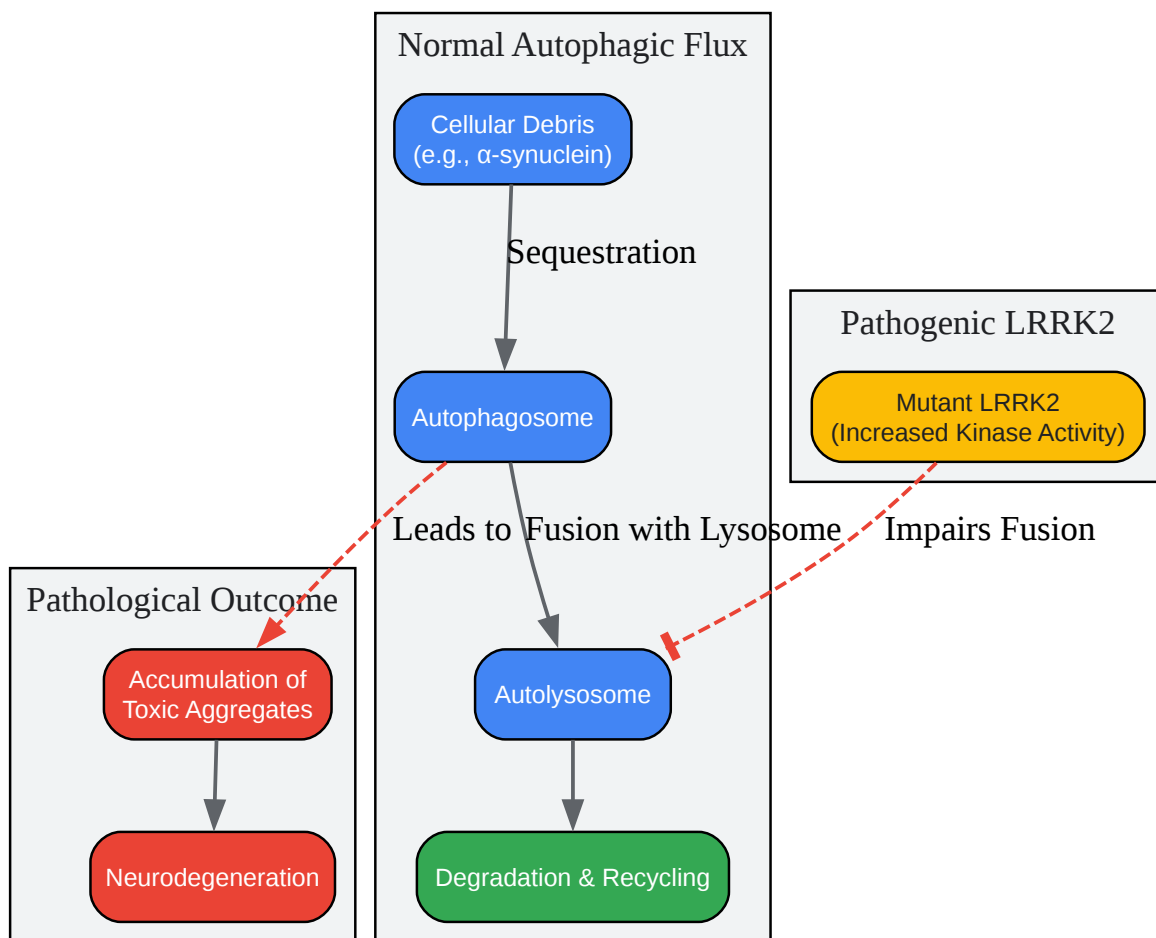 Normal Autophagic Flux
Cellular Debris
(e.g., α-synuclein)
Sequestration
Pathogenic LRRK2
Autophagosome
Mutant LRRK2
(Increased Kinase Activity)
Leads to
Fusion with Lysosome
Impairs Fusion
Pathological Outcome
Accumulation of
Toxic Aggregates
Autolysosome
Neurodegeneration
Degradation & Recycling